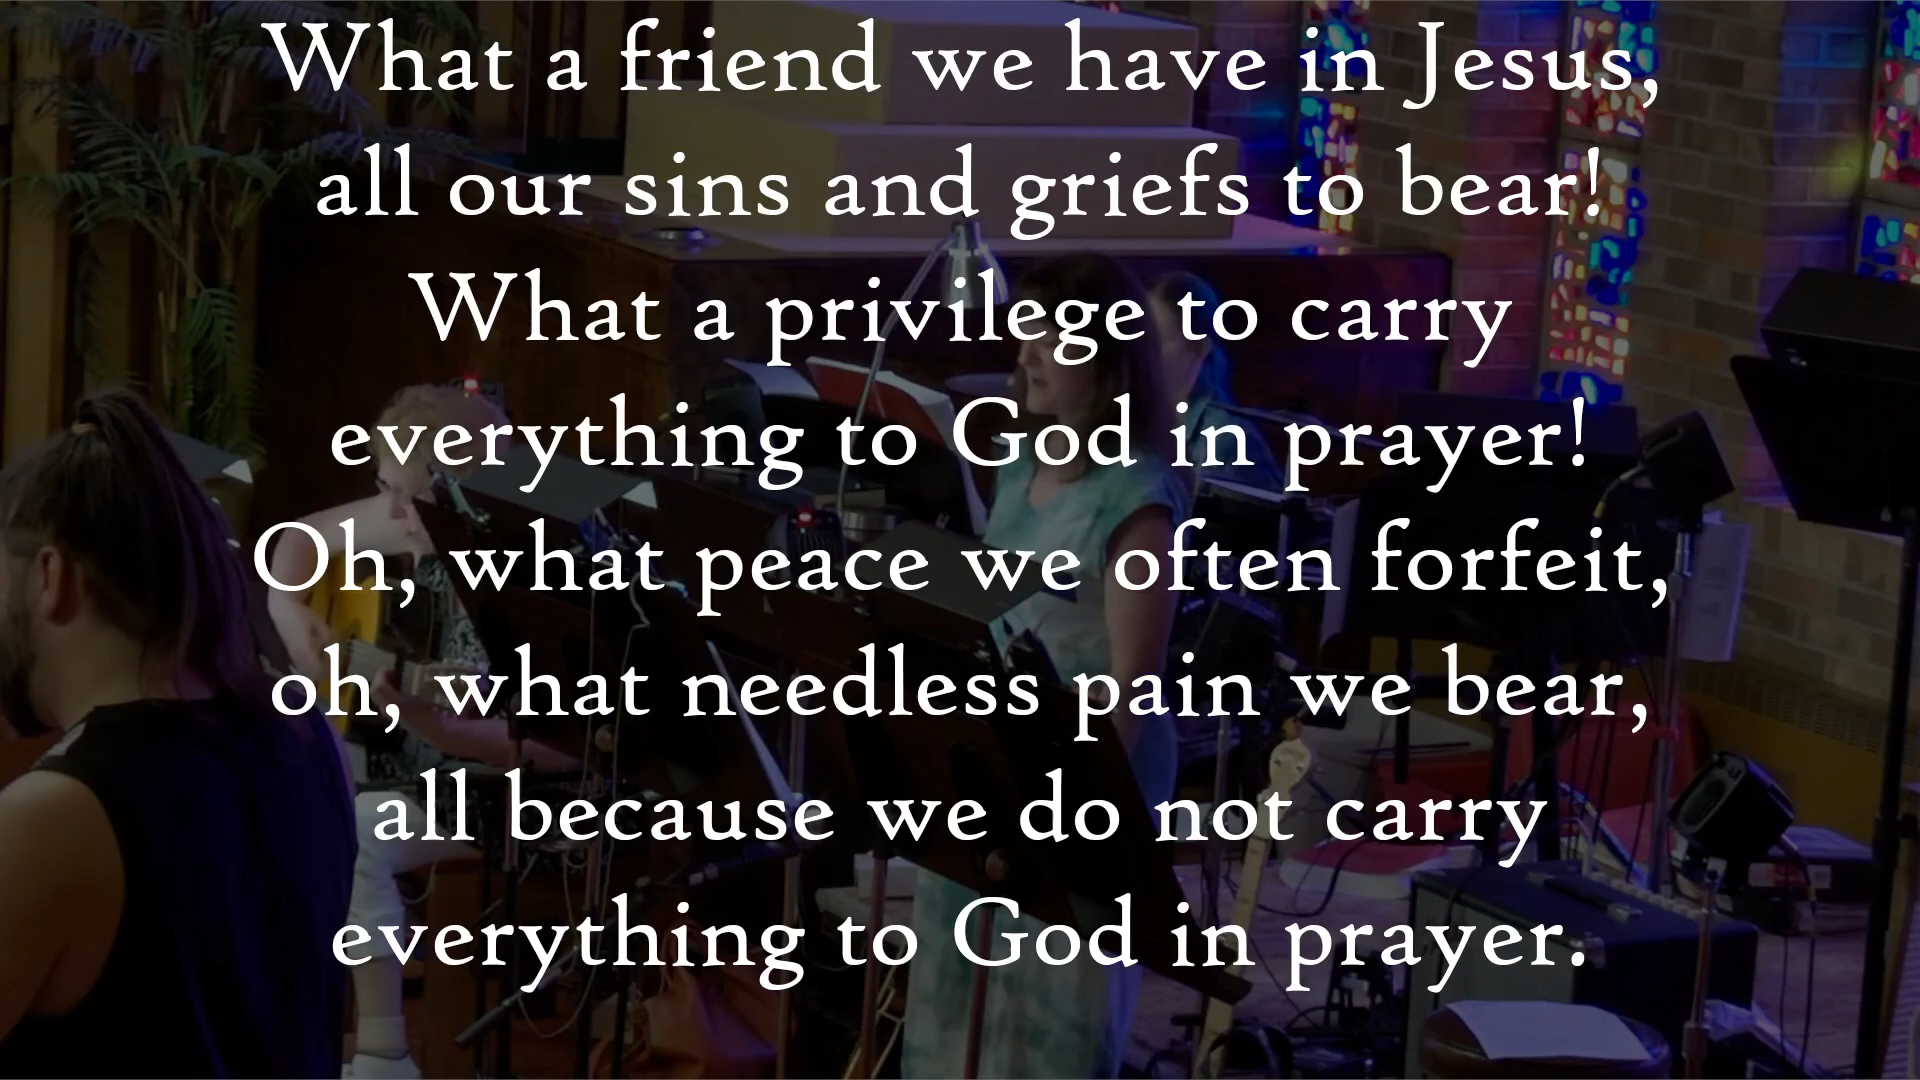 What a friend we have in Jesus,
all our sins and griefs to bear!
What a privilege to carry
everything to God in prayer!
Oh, what peace we often forfeit,
oh, what needless pain we bear,
all because we do not carry
everything to God in prayer.